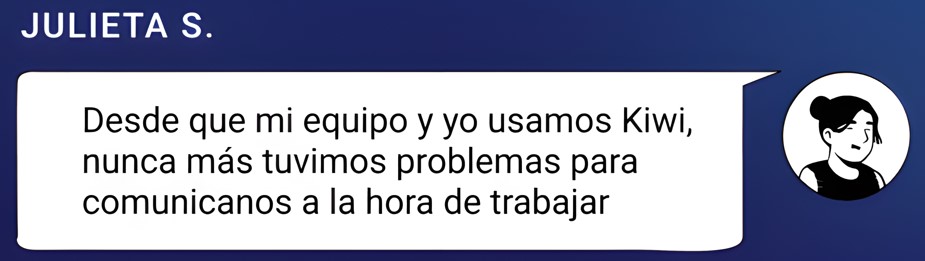 JULIETA S.
Desde que mi equipo y yo usamos Kiwi,
nunca más tuvimos problemas para
comunicanos a la hora de trabajar